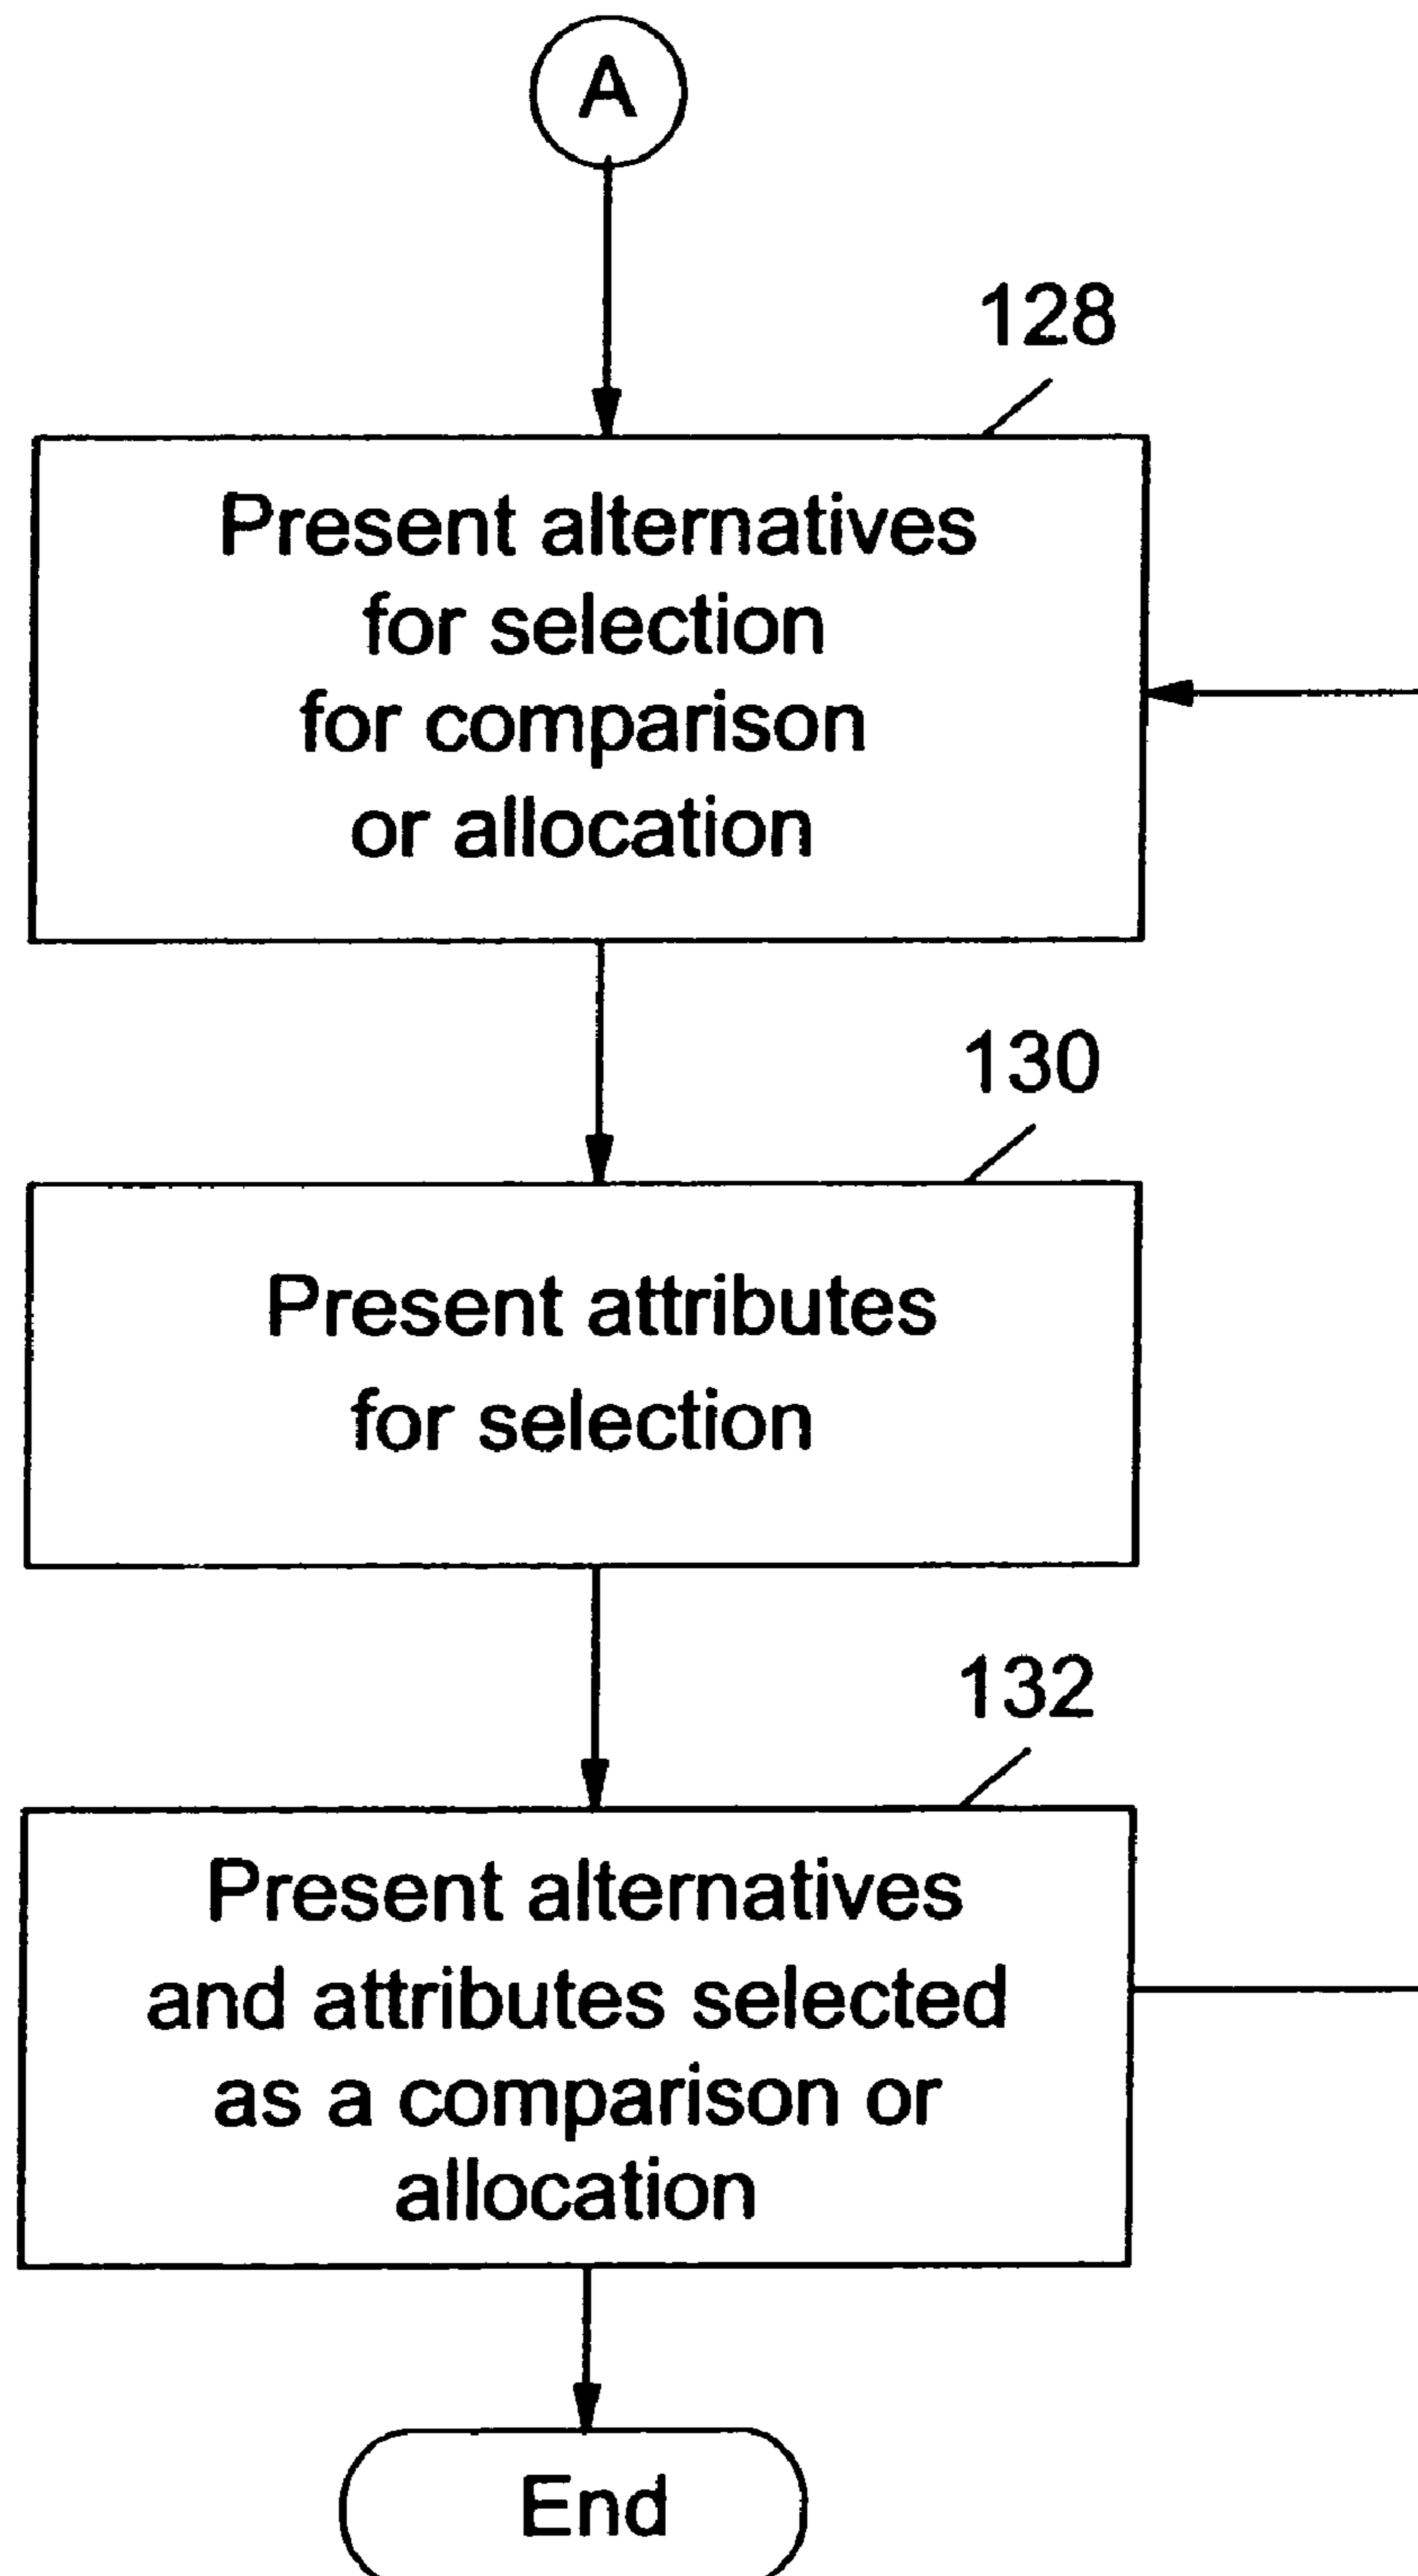 A
128
Present alternatives
for selection
for comparison
or allocation
130
Present attributes
for selection
132
Present alternatives
and attributes selected
as a comparison or
allocation
End